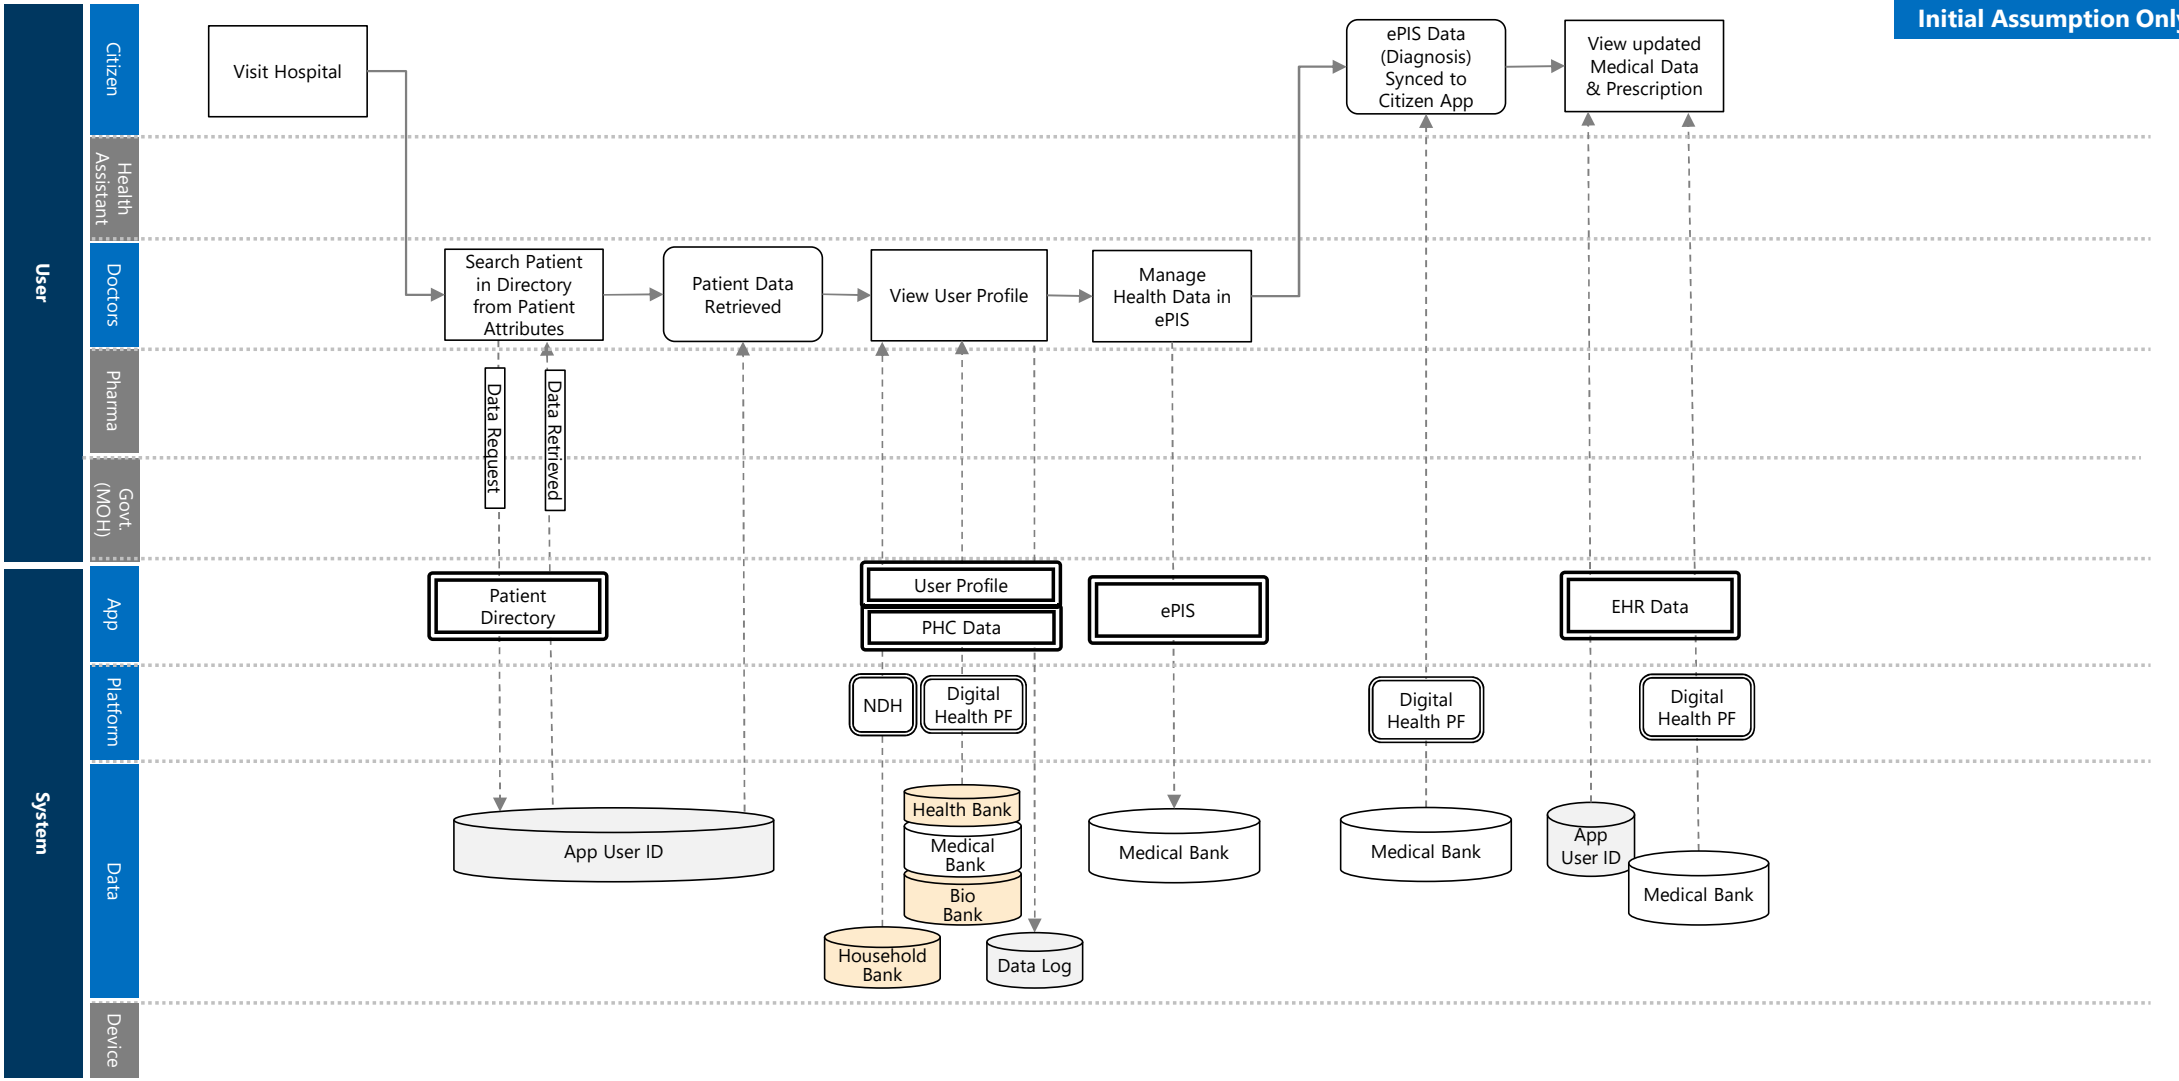 Initial Assumption Only
User
Citizen
Visit Hospital
ePIS Data
(Diagnosis)
Synced to
Citizen App
View updated
Medical Data
& Prescription
Health
Assistant
Doctors
Search Patient
in Directory
from Patient
Attributes
Patient Data
Retrieved
View User Profile
Manage
Health Data in
ePIS
Pharma
Data Request
Data Retrieved
Govt.
(MOH)
System
App
Patient
Directory
User Profile
PHC Data
ePIS
EHR Data
Platform
NDH
Digital
Health PF
Digital
Health PF
Digital
Health PF
Data
App User ID
Health Bank
Medical
Bank
Bio
Bank
Household
Bank
Data Log
Medical Bank
Medical Bank
App
User ID
Medical Bank
Device